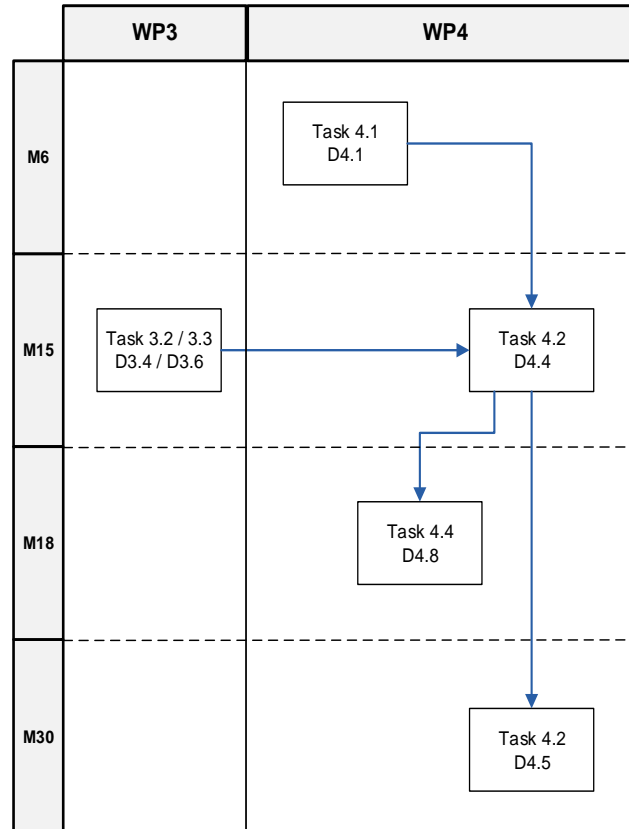 WP3
WP4
M6
Task 4.1
D4.1
M15
Task 3.2 / 3.3
D3.4 / D3.6
Task 4.2
D4.4
M18
Task 4.4
D4.8
M30
Task 4.2
D4.5